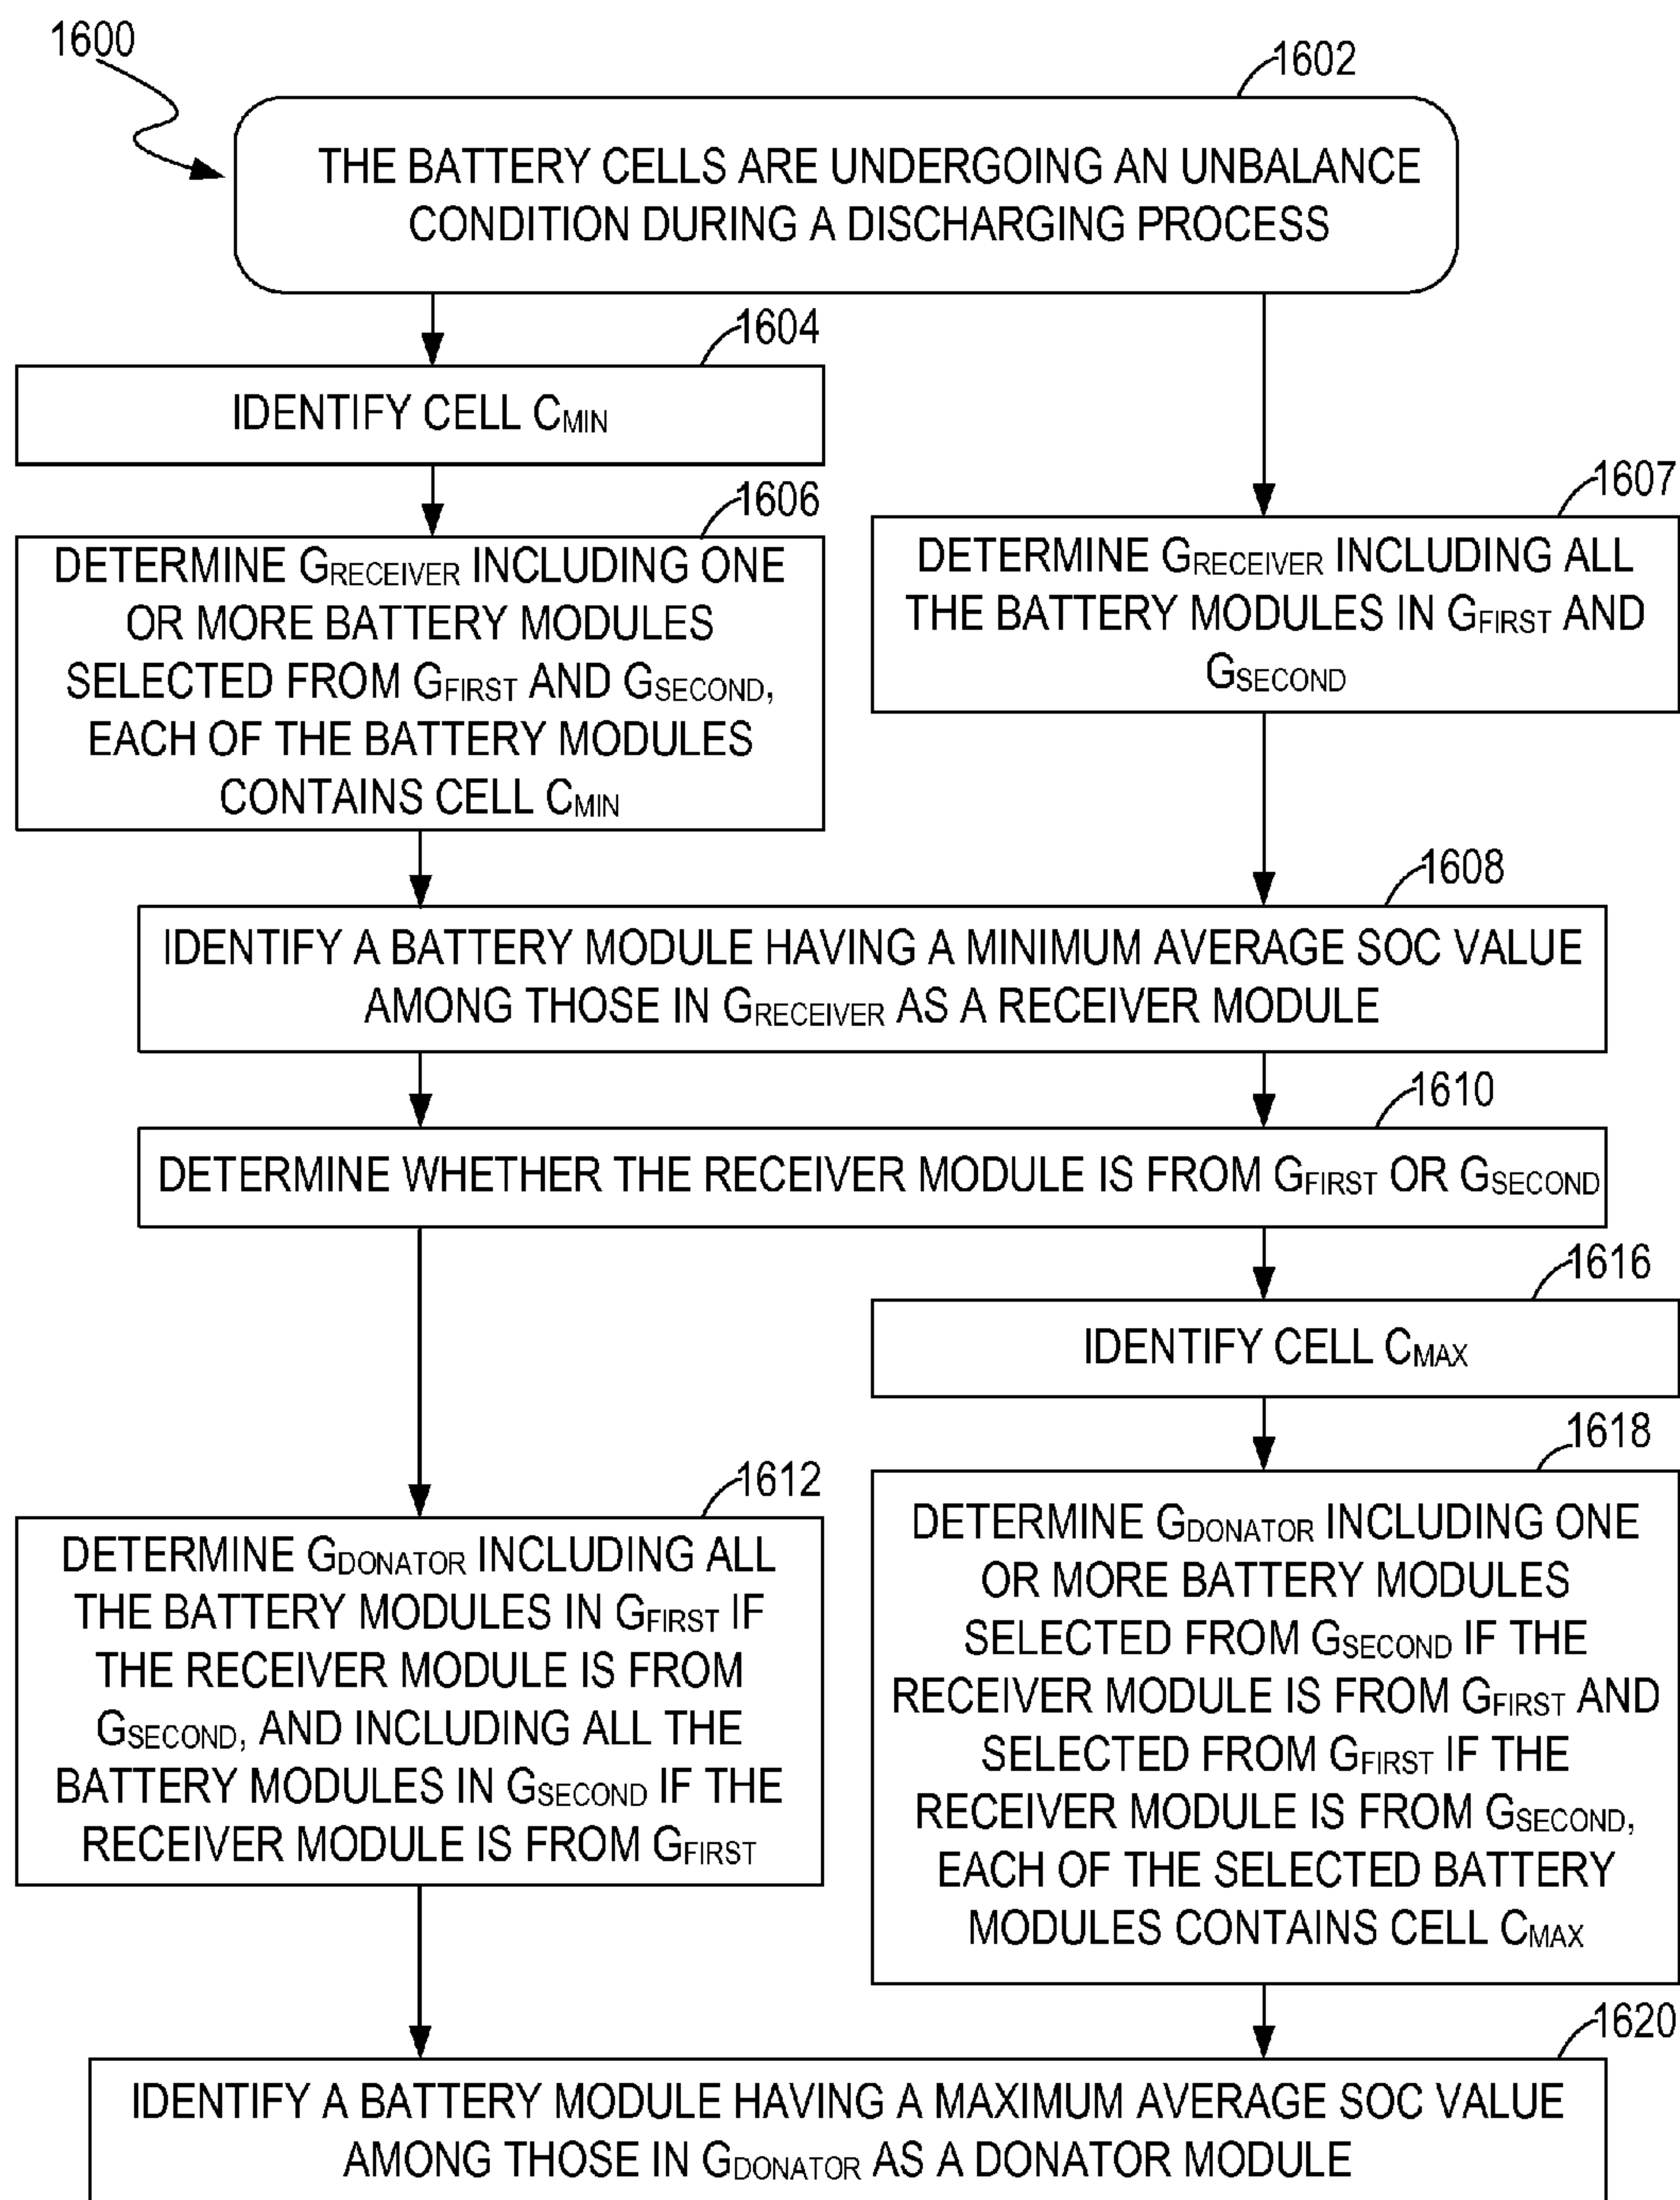 1600
1602
THE BATTERY CELLS ARE UNDERGOING AN UNBALANCE
CONDITION DURING A DISCHARGING PROCESS
1604
IDENTIFY CELL CMIN
1606
DETERMINE GRECEIVER INCLUDING ONE
OR MORE BATTERY MODULES
SELECTED FROM GFIRST AND GSECOND,
EACH OF THE BATTERY MODULES
CONTAINS CELL CMIN
1607
DETERMINE GRECEIVER INCLUDING ALL
THE BATTERY MODULES IN GFIRST AND
GSECOND
1608
IDENTIFY A BATTERY MODULE HAVING A MINIMUM AVERAGE SOC VALUE
AMONG THOSE IN GRECEIVER AS A RECEIVER MODULE
1610
DETERMINE WHETHER THE RECEIVER MODULE IS FROM GFIRST OR GSECOND
1612
DETERMINE GDONATOR INCLUDING ALL
THE BATTERY MODULES IN GFIRST IF
THE RECEIVER MODULE IS FROM
GSECOND, AND INCLUDING ALL THE
BATTERY MODULES IN GSECOND IF THE
RECEIVER MODULE IS FROM GFIRST
1616
IDENTIFY CELL CMAX
1618
DETERMINE GDONATOR INCLUDING ONE
OR MORE BATTERY MODULES
SELECTED FROM GSECOND IF THE
RECEIVER MODULE IS FROM GFIRST AND
SELECTED FROM GFIRST IF THE
RECEIVER MODULE IS FROM GSECOND,
EACH OF THE SELECTED BATTERY
MODULES CONTAINS CELL CMAX
1620
IDENTIFY A BATTERY MODULE HAVING A MAXIMUM AVERAGE SOC VALUE
AMONG THOSE IN GDONATOR AS A DONATOR MODULE